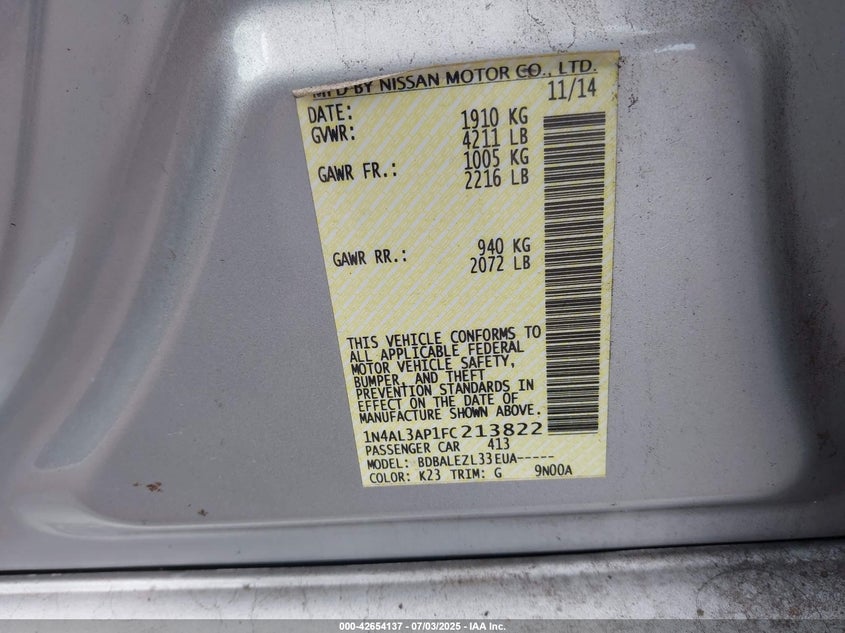 MFD BY NISSAN MOTOR CO., LTD.
DATE: 11/14
GVWR: 1910 KG
4211 LB
GAWR FR.: 1005 KG
2216 LB
GAWR RR.: 940 KG
2072 LB
THIS VEHICLE CONFORMS TO
ALL APPLICABLE FEDERAL
MOTOR VEHICLE SAFETY,
BUMPER, AND THEFT
PREVENTION STANDARDS IN
EFFECT ON THE DATE OF
MANUFACTURE SHOWN ABOVE.
1N4AL3AP1FC213822
PASSENGER CAR 413
MODEL: BDBALEZL33EUA-----
COLOR: K23 TRIM: G 9N00A
000-42654137 - 07/03/2025 - IAA Inc.